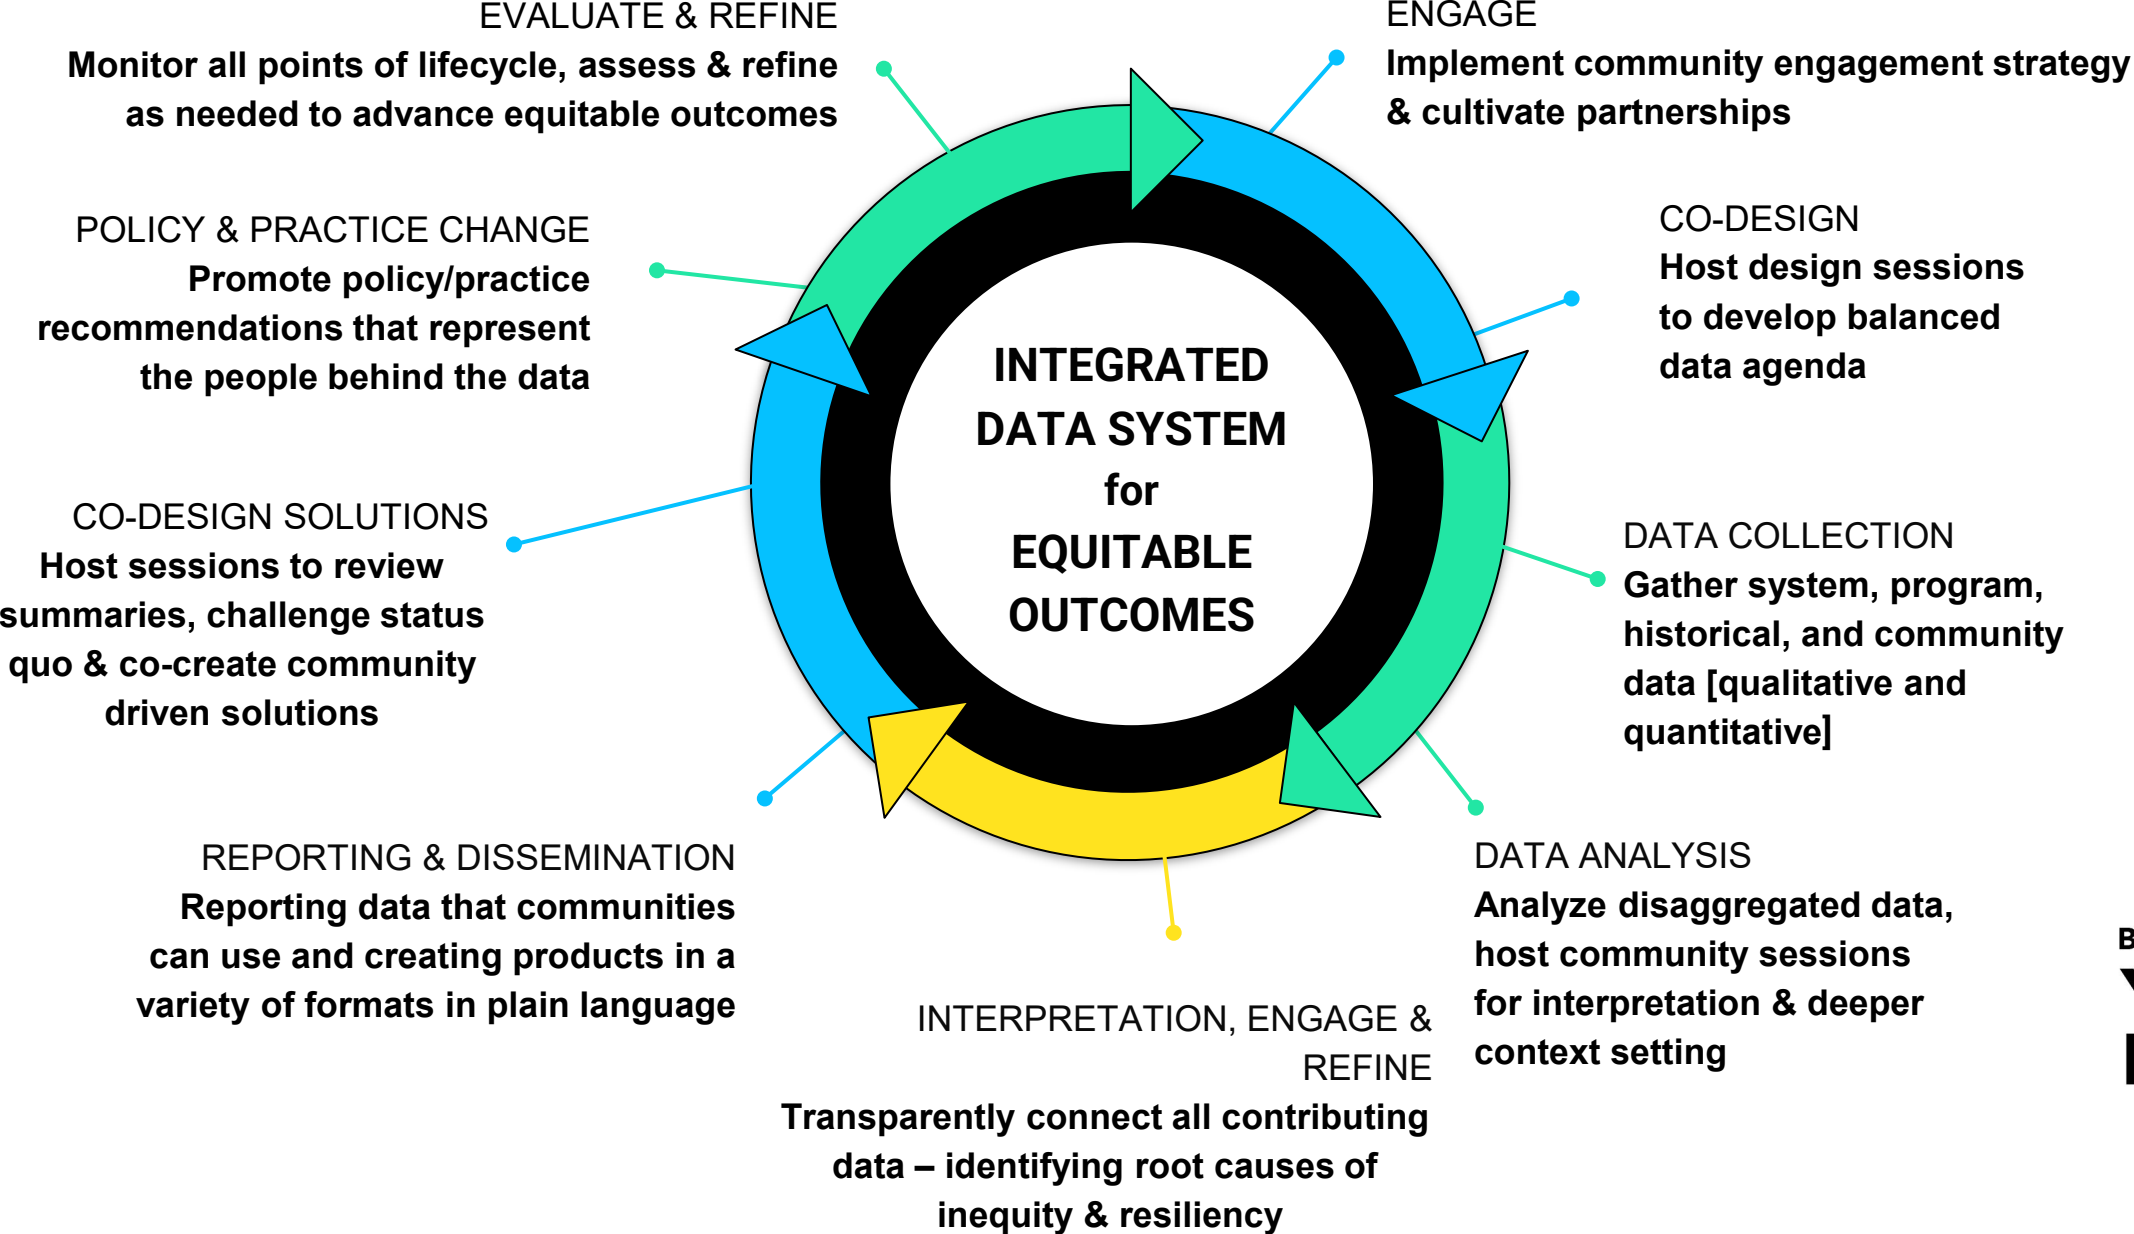 EVALUATE & REFINE
Monitor all points of lifecycle, assess & refine
as needed to advance equitable outcomes
ENGAGE
Implement community engagement strategy
& cultivate partnerships
CO-DESIGN
Host design sessions
to develop balanced
data agenda
DATA COLLECTION
Gather system, program,
historical, and community
data [qualitative and
quantitative]
DATA ANALYSIS
Analyze disaggregated data,
host community sessions
for interpretation & deeper
context setting
INTERPRETATION, ENGAGE &
REFINE
Transparently connect all contributing
data – identifying root causes of
inequity & resiliency
REPORTING & DISSEMINATION
Reporting data that communities
can use and creating products in a
variety of formats in plain language
CO-DESIGN SOLUTIONS
Host sessions to review
summaries, challenge status
quo & co-create community
driven solutions
POLICY & PRACTICE CHANGE
Promote policy/practice
recommendations that represent
the people behind the data
INTEGRATED
DATA SYSTEM
for
EQUITABLE
OUTCOMES